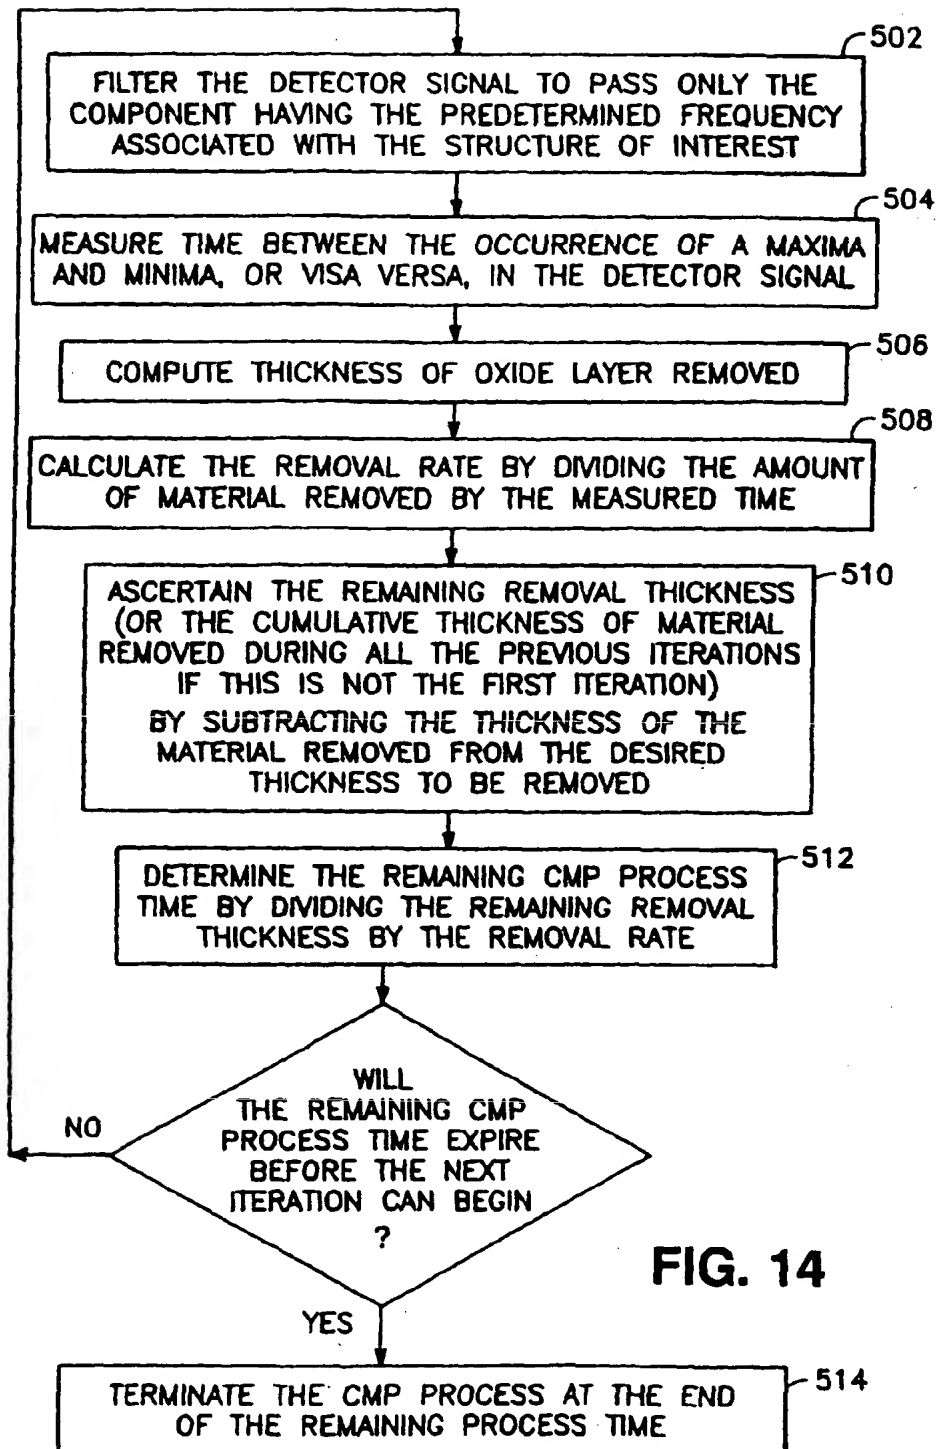 502
FILTER THE DETECTOR SIGNAL TO PASS ONLY THE
COMPONENT HAVING THE PREDETERMINED FREQUENCY
ASSOCIATED WITH THE STRUCTURE OF INTEREST
504
MEASURE TIME BETWEEN THE OCCURRENCE OF A MAXIMA
AND MINIMA, OR VISA VERSA, IN THE DETECTOR SIGNAL
506
COMPUTE THICKNESS OF OXIDE LAYER REMOVED
508
CALCULATE THE REMOVAL RATE BY DIVIDING THE AMOUNT
OF MATERIAL REMOVED BY THE MEASURED TIME
510
ASCERTAIN THE REMAINING REMOVAL THICKNESS
(OR THE CUMULATIVE THICKNESS OF MATERIAL
REMOVED DURING ALL THE PREVIOUS ITERATIONS
IF THIS IS NOT THE FIRST ITERATION)
BY SUBTRACTING THE THICKNESS OF THE
MATERIAL REMOVED FROM THE DESIRED
THICKNESS TO BE REMOVED
512
DETERMINE THE REMAINING CMP PROCESS
TIME BY DIVIDING THE REMAINING REMOVAL
THICKNESS BY THE REMOVAL RATE
WILL
THE REMAINING CMP
PROCESS TIME EXPIRE
BEFORE THE NEXT
ITERATION CAN BEGIN
?
NO
FIG. 14
YES
514
TERMINATE THE CMP PROCESS AT THE END
OF THE REMAINING PROCESS TIME